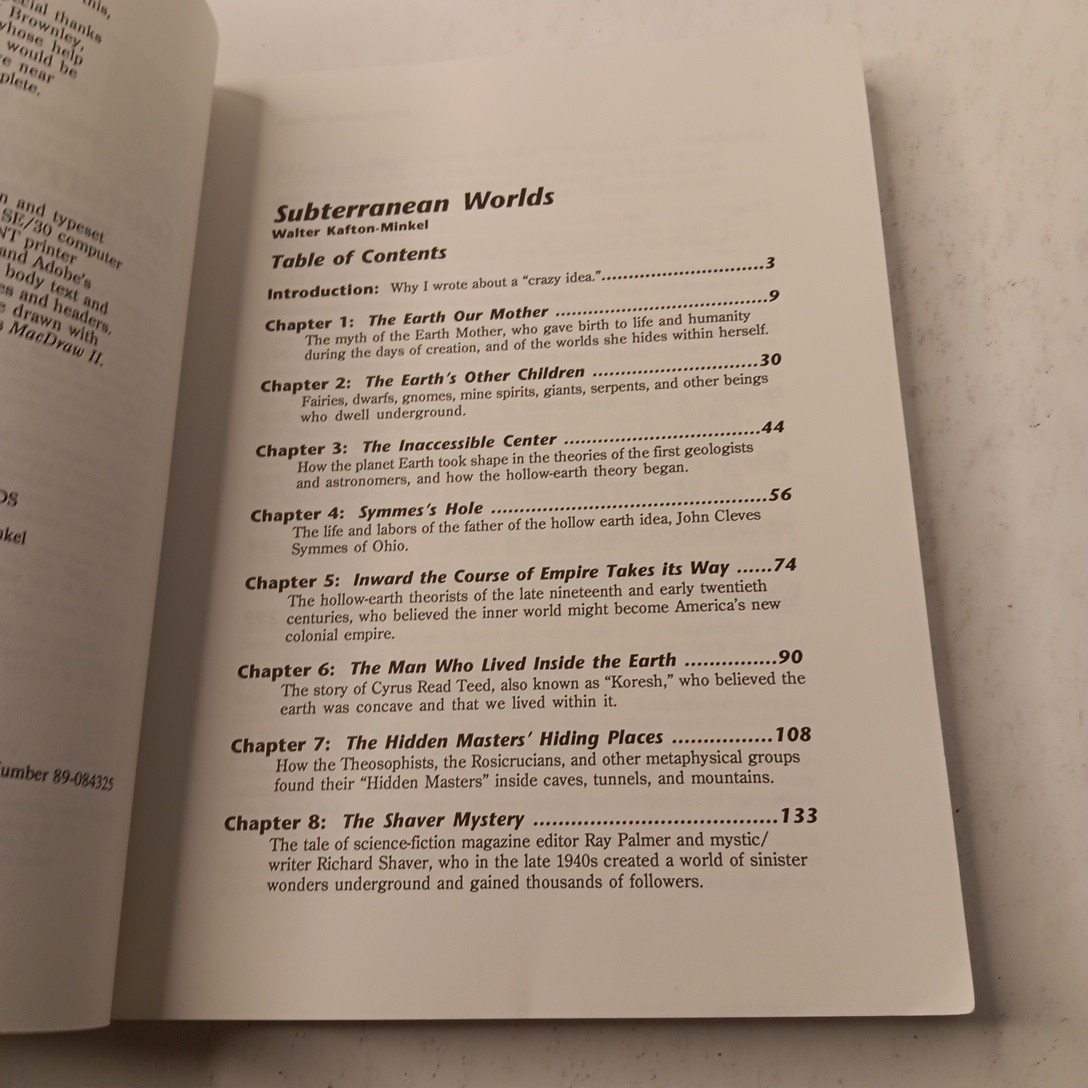 this,
cial thanks
Brownley,
whose help
would be
e near
plete.
n and typeset
SE/30 computer
NT printer
and Adobe's
body text and
es and headers.
e drawn with
s MacDraw II.
DS
nkel
umber 89-084325
Subterranean Worlds
Walter Kafton-Minkel
Table of Contents
Introduction: Why I wrote about a “crazy idea.”..............................3
Chapter 1: The Earth Our Mother ........................................9
The myth of the Earth Mother, who gave birth to life and humanity
during the days of creation, and of the worlds she hides within herself.
Chapter 2: The Earth's Other Children ................................30
Fairies, dwarfs, gnomes, mine spirits, giants, serpents, and other beings
who dwell underground.
Chapter 3: The Inaccessible Center .....................................44
How the planet Earth took shape in the theories of the first geologists
and astronomers, and how the hollow-earth theory began.
Chapter 4: Symmes's Hole ...................................................56
The life and labors of the father of the hollow earth idea, John Cleves
Symmes of Ohio.
Chapter 5: Inward the Course of Empire Takes its Way ......74
The hollow-earth theorists of the late nineteenth and early twentieth
centuries, who believed the inner world might become America's new
colonial empire.
Chapter 6: The Man Who Lived Inside the Earth ...............90
The story of Cyrus Read Teed, also known as “Koresh,” who believed the
earth was concave and that we lived within it.
Chapter 7: The Hidden Masters' Hiding Places ................108
How the Theosophists, the Rosicrucians, and other metaphysical groups
found their “Hidden Masters” inside caves, tunnels, and mountains.
Chapter 8: The Shaver Mystery ......................................133
The tale of science-fiction magazine editor Ray Palmer and mystic/
writer Richard Shaver, who in the late 1940s created a world of sinister
wonders underground and gained thousands of followers.